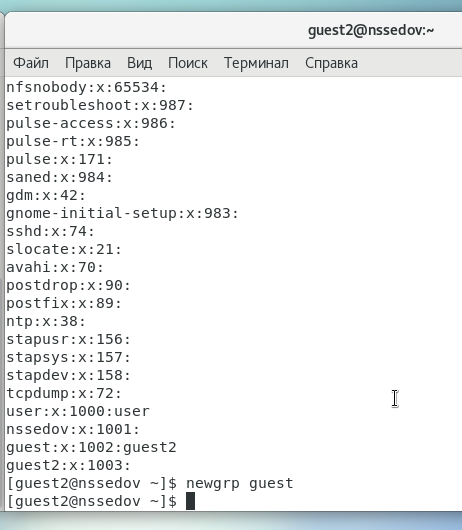 guest2@nssedov:~
Файл Правка Вид Поиск Терминал Справка
nfsnobody:x:65534:
setroubleshoot:x:987:
pulse-access:x:986:
pulse-rt:x:985:
pulse:x:171:
saned:x:984:
gdm:x:42:
gnome-initial-setup:x:983:
sshd:x:74:
slocate:x:21:
avahi:x:70:
postdrop:x:90:
postfix:x:89:
ntp:x:38:
stapusr:x:156:
stapsys:x:157:
stapdev:x:158:
tcpdump:x:72:
user:x:1000:user
nssedov:x:1001:
guest:x:1002:guest2
guest2:x:1003:
[guest2@nssedov ~]$ newgrp guest
[guest2@nssedov ~]$